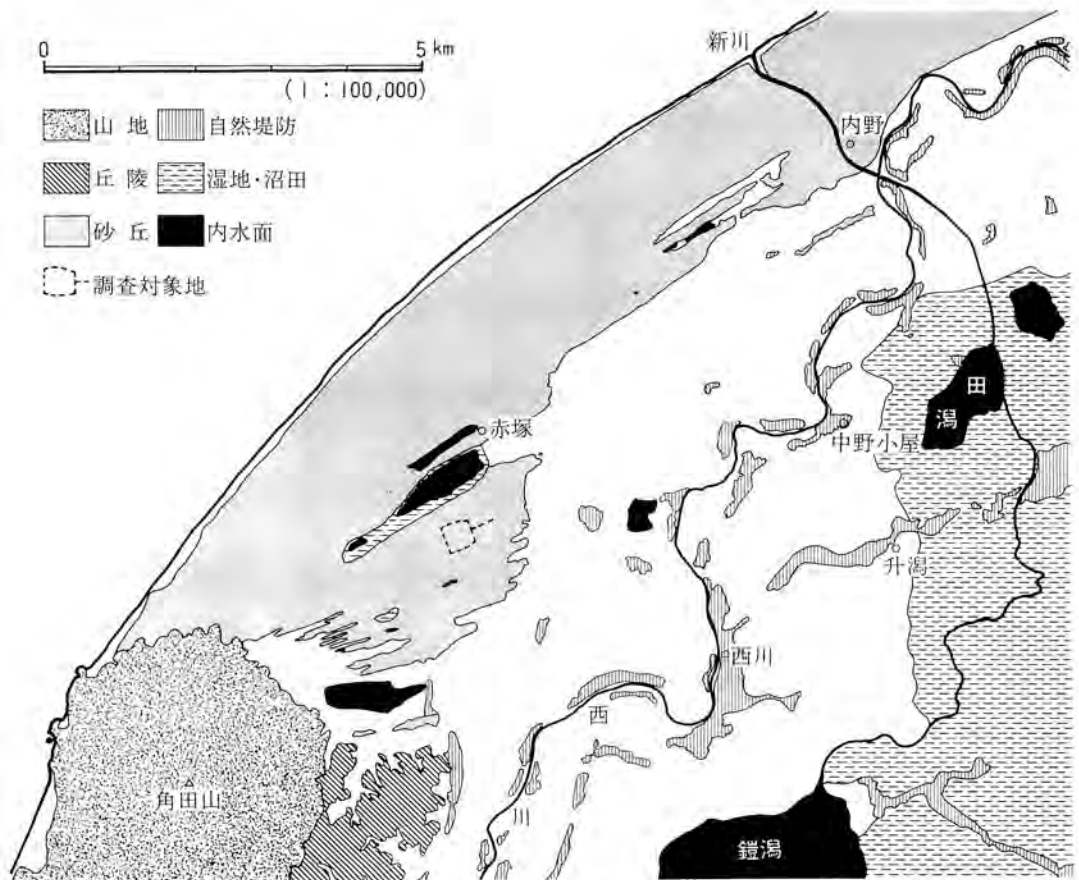 0 5 km
(1：100,000)
山地 自然堤防
丘陵 湿地・沼田
砂丘 内水面
調査対象地
新川
内野
赤塚
田
潟
中野小屋
升潟
西川
西
川
角田山
鎧潟